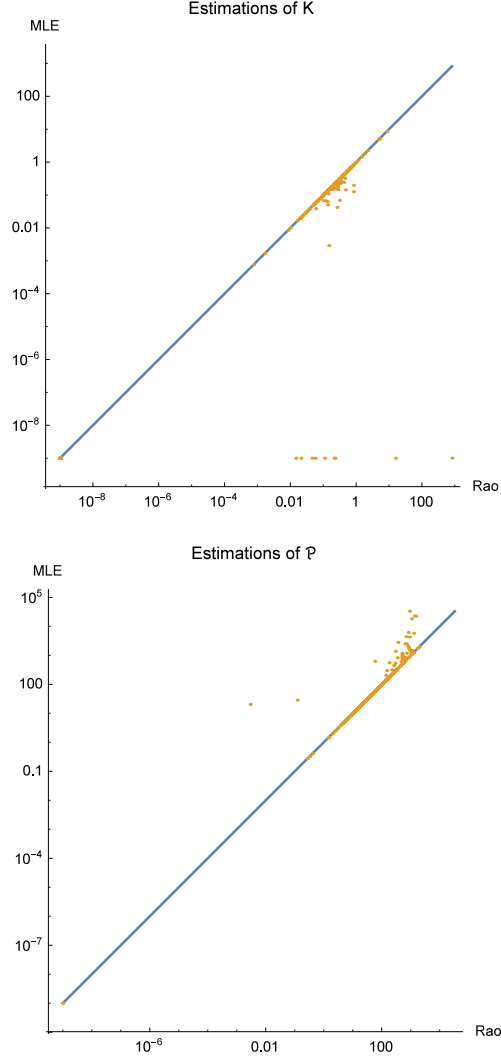 Estimations of K
MLE
100
1
0.01
10⁻⁴
10⁻⁶
10⁻⁸
Rao
10⁻⁸ 10⁻⁶ 10⁻⁴ 0.01 1 100
Estimations of 𝒫
MLE
10⁵
100
0.1
10⁻⁴
10⁻⁷
Rao
10⁻⁶ 0.01 100